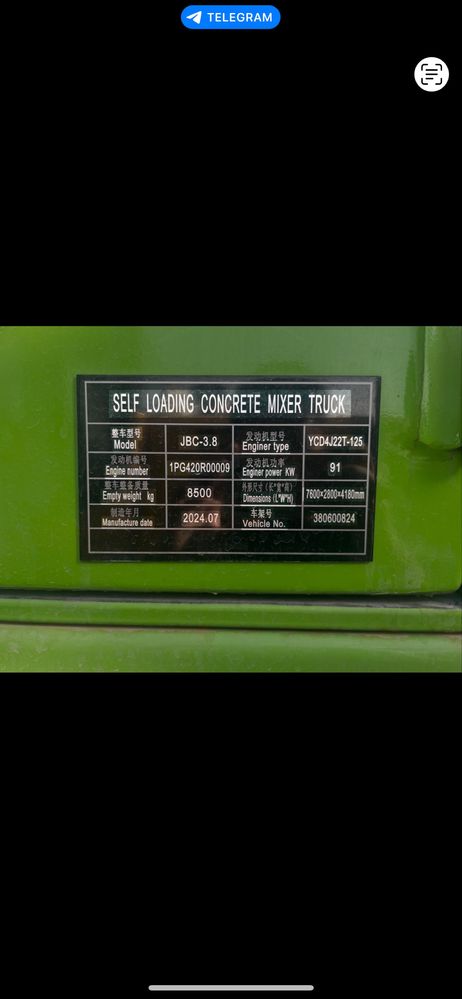 TELEGRAM
SELF LOADING CONCRETE MIXER TRUCK
整车型号 发动机型号
Model JBC-3.8 Enginer type YCD4J22T-125
发动机编号 发动机功率
Engine number 1PG420R00009 Enginer power KW 91
整车整备质量 外形尺寸(长*宽*高)
Empty weight kg 8500 Dimensions (L*W*H) 7600×2800×4180mm
制造年月 车架号
Manufacture date 2024.07 Vehicle No. 380600824